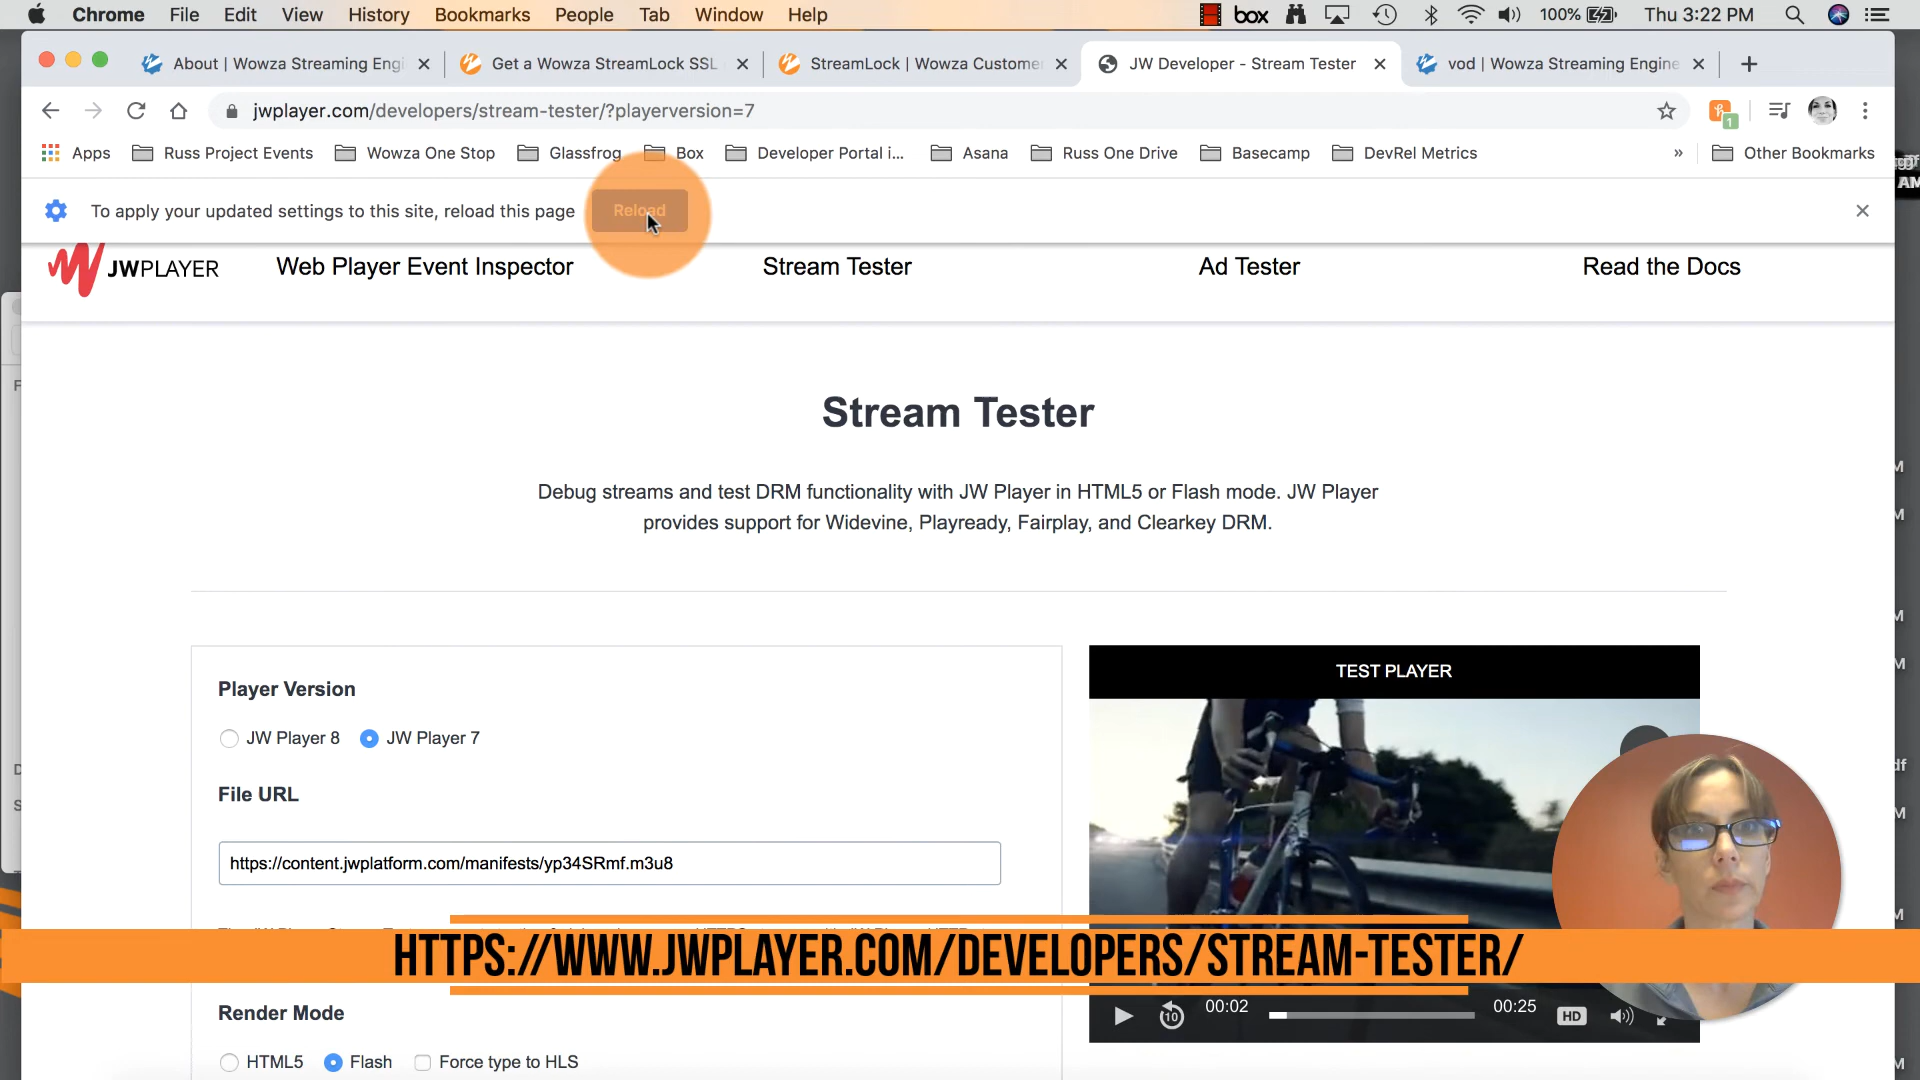 Chrome File Edit View History Bookmarks People Tab Window Help box 100% Thu 3:22 PM
About | Wowza Streaming Engi Get a Wowza StreamLock SSL StreamLock | Wowza Custome JW Developer - Stream Tester vod | Wowza Streaming Engine
jwplayer.com/developers/stream-tester/?playerversion=7
Apps Russ Project Events Wowza One Stop Glassfrog Box Developer Portal i... Asana Russ One Drive Basecamp DevRel Metrics » Other Bookmarks
To apply your updated settings to this site, reload this page Reload
JWPLAYER Web Player Event Inspector Stream Tester Ad Tester Read the Docs
Stream Tester
Debug streams and test DRM functionality with JW Player in HTML5 or Flash mode. JW Player
provides support for Widevine, Playready, Fairplay, and Clearkey DRM.
Player Version
JW Player 8 JW Player 7
File URL
https://content.jwplatform.com/manifests/yp34SRmf.m3u8
TEST PLAYER
HTTPS://WWW.JWPLAYER.COM/DEVELOPERS/STREAM-TESTER/
00:02 00:25 HD
10
Render Mode
HTML5 Flash Force type to HLS